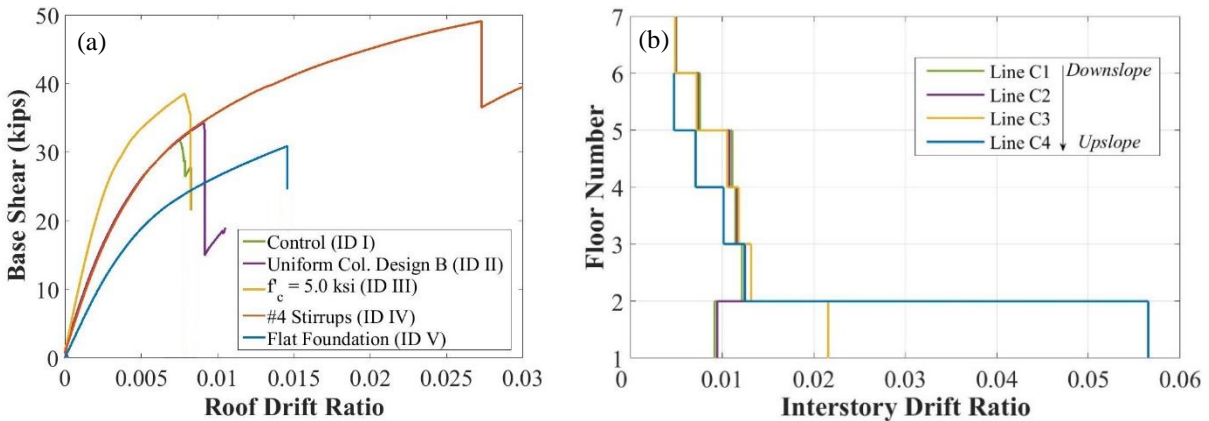 (a)
Base Shear (kips)
50
40
30
20
10
0
Control (ID I)
Uniform Col. Design B (ID II)
f'c = 5.0 ksi (ID III)
#4 Stirrups (ID IV)
Flat Foundation (ID V)
0 0.005 0.01 0.015 0.02 0.025 0.03
Roof Drift Ratio
(b)
Floor Number
7
6
5
4
3
2
1
Line C1 Downslope
Line C2
Line C3
Line C4 Upslope
0 0.01 0.02 0.03 0.04 0.05 0.06
Interstory Drift Ratio